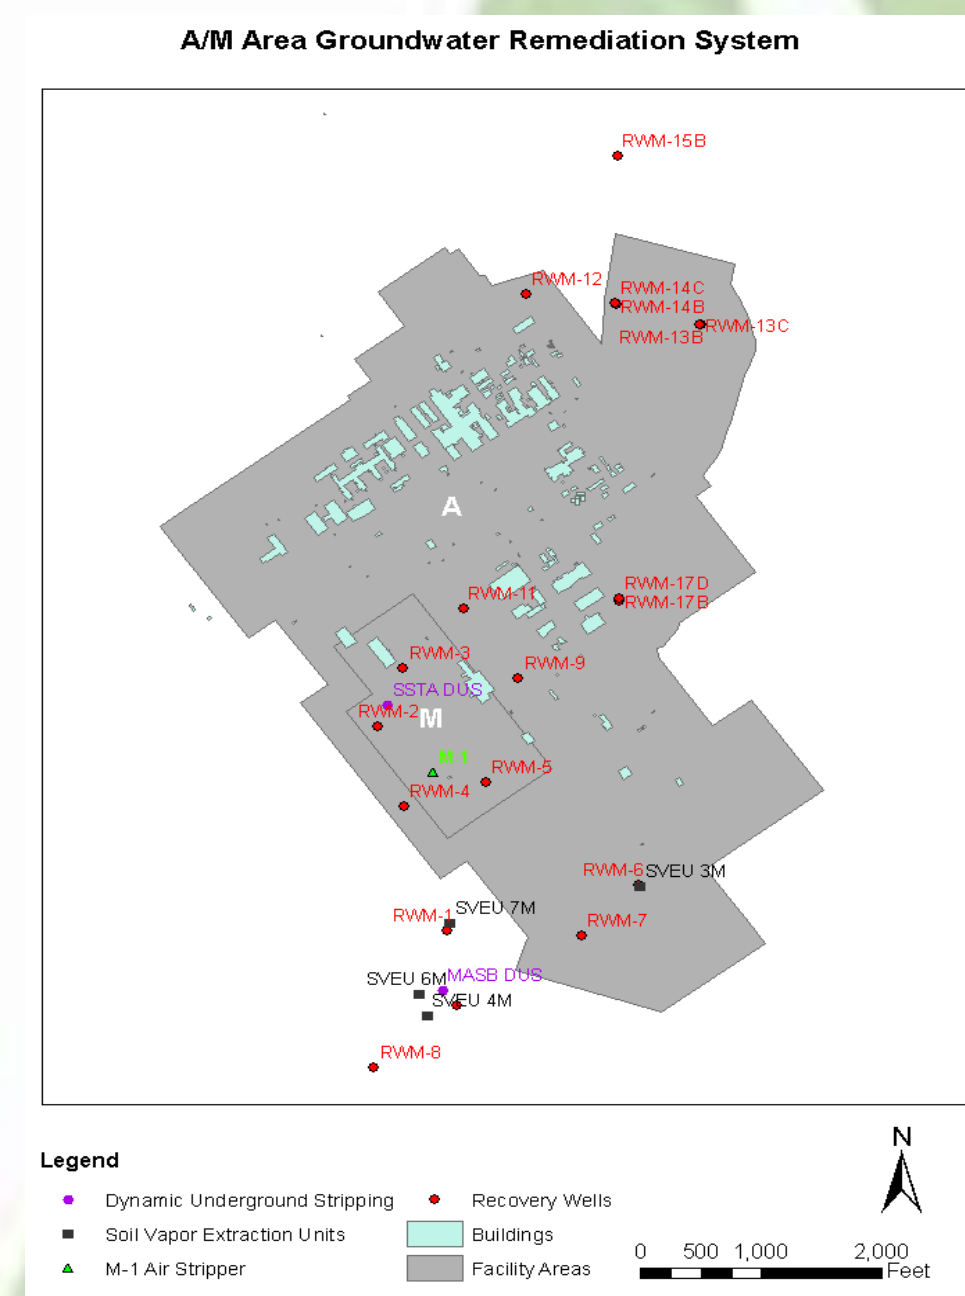 A/M Area Groundwater Remediation System
RWM-15B
RWM-12
RWM-14C
RWM-14B
RWM-13C
RWM-13B
A
RWM-17D
RWM-11
RWM-17B
RWM-3
RWM-9
SSTA DUS
RWM-2
M
M-1
RWM-5
RWM-4
RWM-6
SVEU 3M
SVEU 7M
RWM-1
RWM-7
MASB DUS
SVEU 6M
SVEU 4M
RWM-8
Legend
N
Dynamic Underground Stripping
Recovery Wells
Soil Vapor Extraction Units
Buildings
M-1 Air Stripper
Facility Areas
0 500 1,000 2,000
Feet